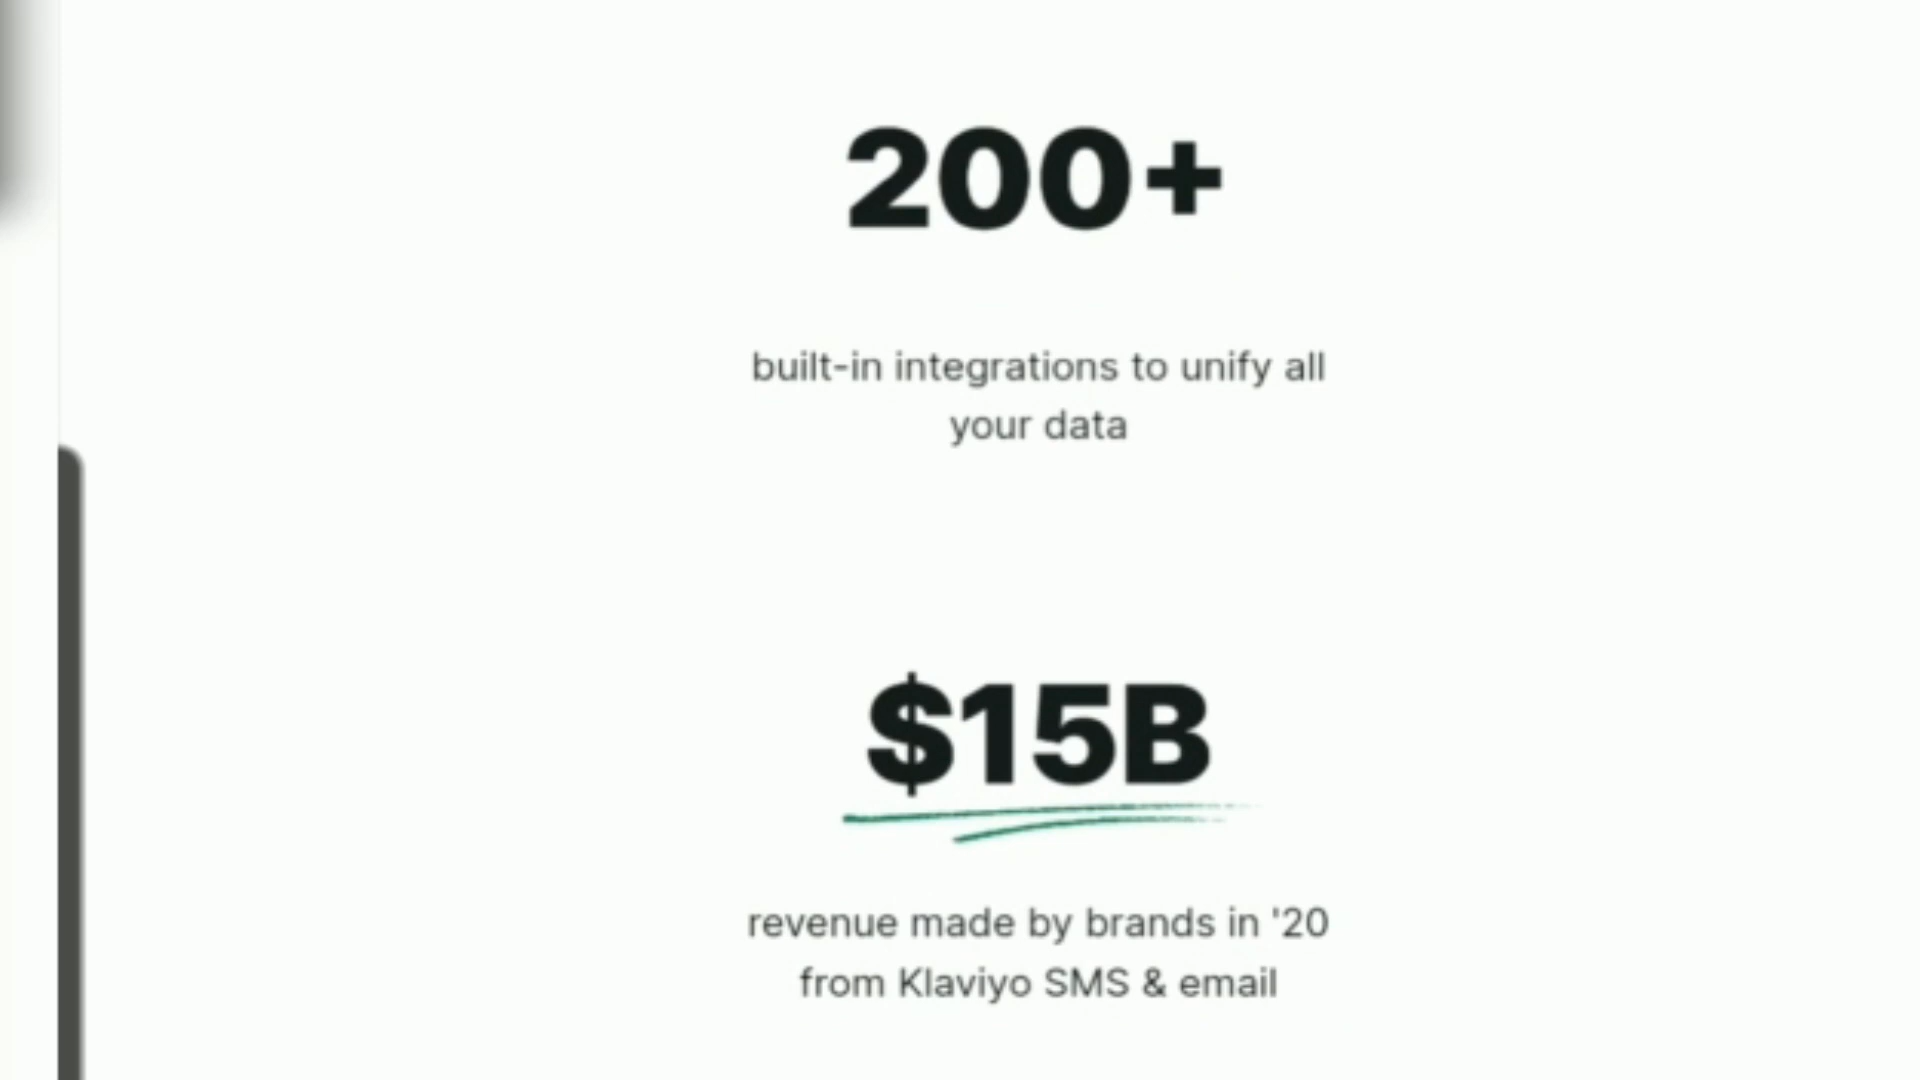 200+
built-in integrations to unify all
your data
$15B
revenue made by brands in '20
from Klaviyo SMS & email